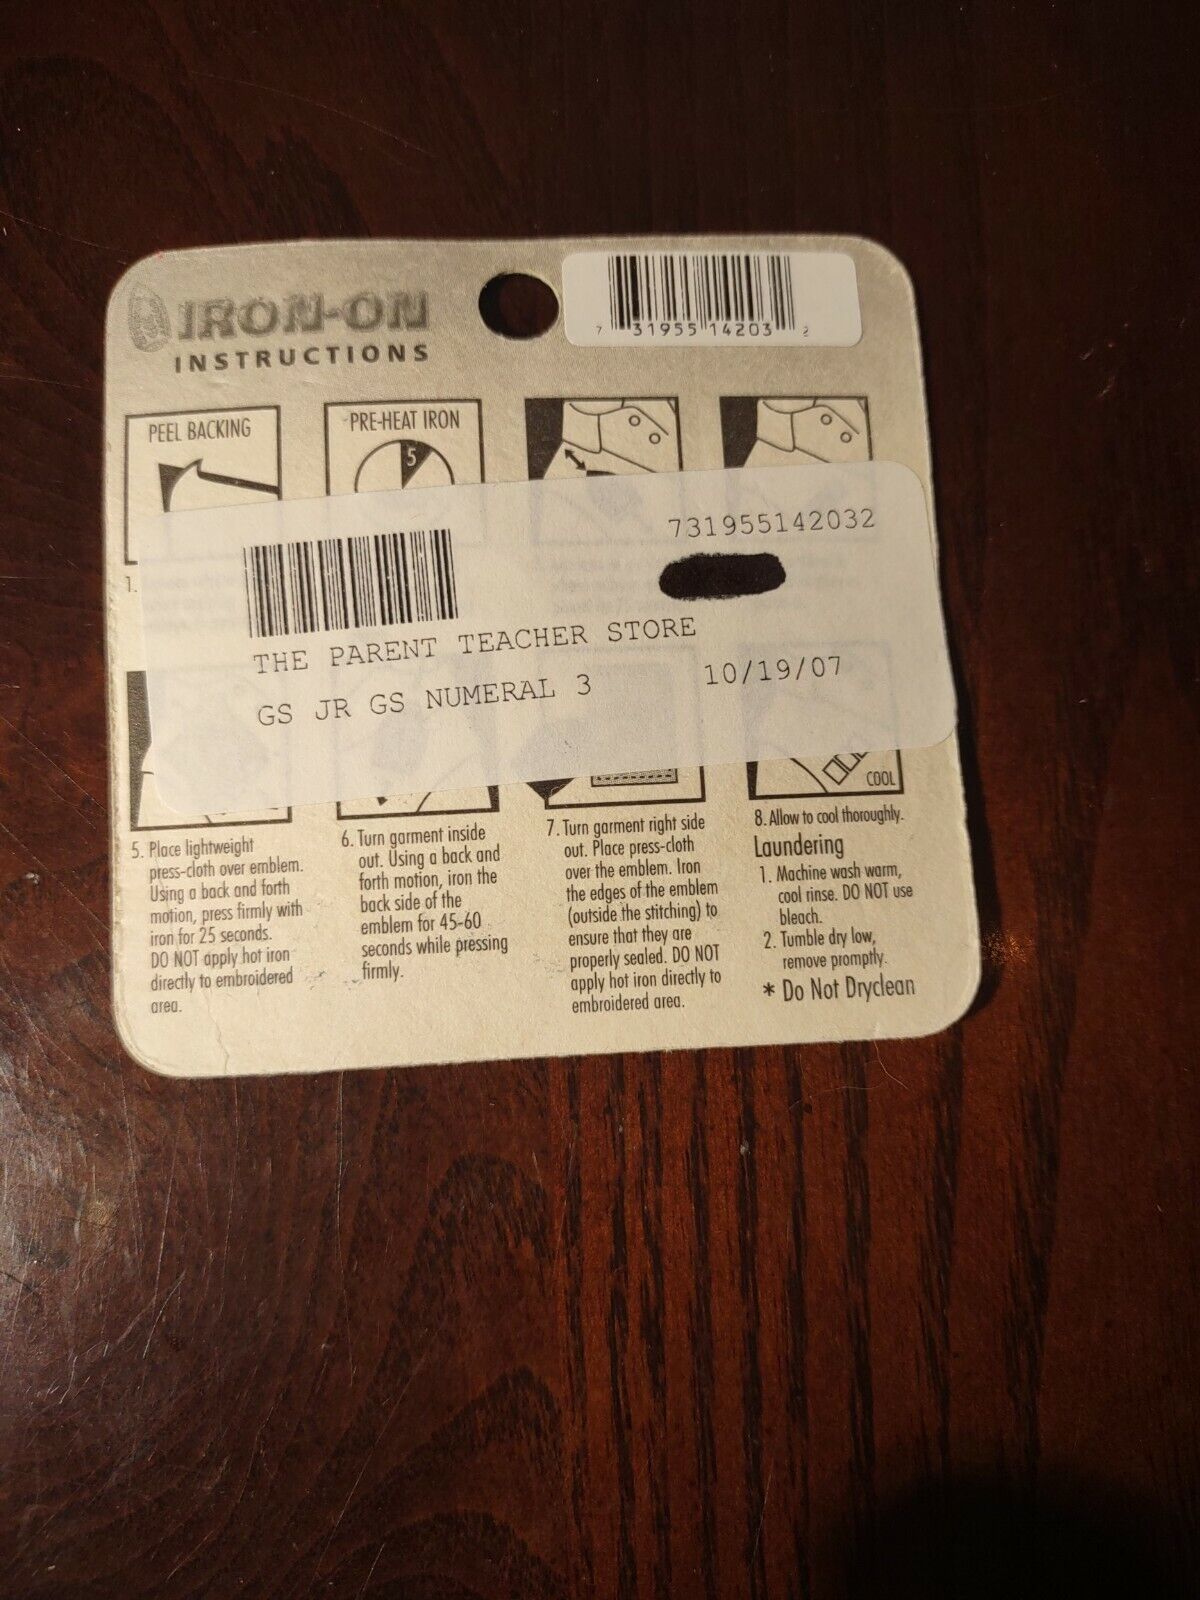 IRON-ON
INSTRUCTIONS
7 31955 14203 2
PEEL BACKING
PRE-HEAT IRON
5
731955142032
THE PARENT TEACHER STORE
GS JR GS NUMERAL 3
10/19/07
1.
COOL
5. Place lightweight
press-cloth over emblem.
Using a back and forth
motion, press firmly with
iron for 25 seconds.
DO NOT apply hot iron
directly to embroidered
area.
6. Turn garment inside
out. Using a back and
forth motion, iron the
back side of the
emblem for 45-60
seconds while pressing
firmly.
7. Turn garment right side
out. Place press-cloth
over the emblem. Iron
the edges of the emblem
(outside the stitching) to
ensure that they are
properly sealed. DO NOT
apply hot iron directly to
embroidered area.
8. Allow to cool thoroughly.
Laundering
1. Machine wash warm,
cool rinse. DO NOT use
bleach.
2. Tumble dry low,
remove promptly.
* Do Not Dryclean